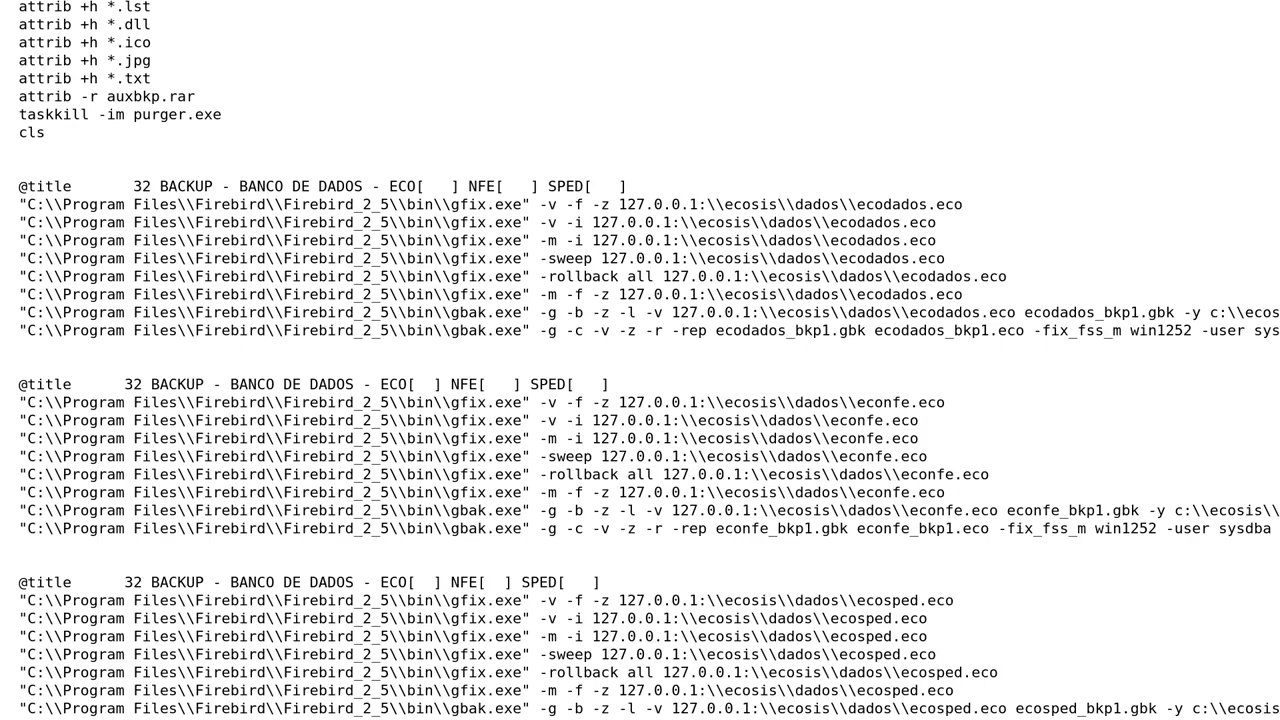 attrib +h *.lst
attrib +h *.dll
attrib +h *.ico
attrib +h *.jpg
attrib +h *.txt
attrib -r auxbkp.rar
taskkill -im purger.exe
cls
@title       32 BACKUP - BANCO DE DADOS - ECO[   ] NFE[   ] SPED[   ]
"C:\\Program Files\\Firebird\\Firebird_2_5\\bin\\gfix.exe" -v -f -z 127.0.0.1:\\ecosis\\dados\\ecodados.eco
"C:\\Program Files\\Firebird\\Firebird_2_5\\bin\\gfix.exe" -v -i 127.0.0.1:\\ecosis\\dados\\ecodados.eco
"C:\\Program Files\\Firebird\\Firebird_2_5\\bin\\gfix.exe" -m -i 127.0.0.1:\\ecosis\\dados\\ecodados.eco
"C:\\Program Files\\Firebird\\Firebird_2_5\\bin\\gfix.exe" -sweep 127.0.0.1:\\ecosis\\dados\\ecodados.eco
"C:\\Program Files\\Firebird\\Firebird_2_5\\bin\\gfix.exe" -rollback all 127.0.0.1:\\ecosis\\dados\\ecodados.eco
"C:\\Program Files\\Firebird\\Firebird_2_5\\bin\\gfix.exe" -m -f -z 127.0.0.1:\\ecosis\\dados\\ecodados.eco
"C:\\Program Files\\Firebird\\Firebird_2_5\\bin\\gbak.exe" -g -b -z -l -v 127.0.0.1:\\ecosis\\dados\\ecodados.eco ecodados_bkp1.gbk -y c:\\ecos
"C:\\Program Files\\Firebird\\Firebird_2_5\\bin\\gbak.exe" -g -c -v -z -r -rep ecodados_bkp1.gbk ecodados_bkp1.eco -fix_fss_m win1252 -user sys
@title      32 BACKUP - BANCO DE DADOS - ECO[  ] NFE[   ] SPED[   ]
"C:\\Program Files\\Firebird\\Firebird_2_5\\bin\\gfix.exe" -v -f -z 127.0.0.1:\\ecosis\\dados\\econfe.eco
"C:\\Program Files\\Firebird\\Firebird_2_5\\bin\\gfix.exe" -v -i 127.0.0.1:\\ecosis\\dados\\econfe.eco
"C:\\Program Files\\Firebird\\Firebird_2_5\\bin\\gfix.exe" -m -i 127.0.0.1:\\ecosis\\dados\\econfe.eco
"C:\\Program Files\\Firebird\\Firebird_2_5\\bin\\gfix.exe" -sweep 127.0.0.1:\\ecosis\\dados\\econfe.eco
"C:\\Program Files\\Firebird\\Firebird_2_5\\bin\\gfix.exe" -rollback all 127.0.0.1:\\ecosis\\dados\\econfe.eco
"C:\\Program Files\\Firebird\\Firebird_2_5\\bin\\gfix.exe" -m -f -z 127.0.0.1:\\ecosis\\dados\\econfe.eco
"C:\\Program Files\\Firebird\\Firebird_2_5\\bin\\gbak.exe" -g -b -z -l -v 127.0.0.1:\\ecosis\\dados\\econfe.eco econfe_bkp1.gbk -y c:\\ecosis\\
"C:\\Program Files\\Firebird\\Firebird_2_5\\bin\\gbak.exe" -g -c -v -z -r -rep econfe_bkp1.gbk econfe_bkp1.eco -fix_fss_m win1252 -user sysdba
@title      32 BACKUP - BANCO DE DADOS - ECO[  ] NFE[  ] SPED[   ]
"C:\\Program Files\\Firebird\\Firebird_2_5\\bin\\gfix.exe" -v -f -z 127.0.0.1:\\ecosis\\dados\\ecosped.eco
"C:\\Program Files\\Firebird\\Firebird_2_5\\bin\\gfix.exe" -v -i 127.0.0.1:\\ecosis\\dados\\ecosped.eco
"C:\\Program Files\\Firebird\\Firebird_2_5\\bin\\gfix.exe" -m -i 127.0.0.1:\\ecosis\\dados\\ecosped.eco
"C:\\Program Files\\Firebird\\Firebird_2_5\\bin\\gfix.exe" -sweep 127.0.0.1:\\ecosis\\dados\\ecosped.eco
"C:\\Program Files\\Firebird\\Firebird_2_5\\bin\\gfix.exe" -rollback all 127.0.0.1:\\ecosis\\dados\\ecosped.eco
"C:\\Program Files\\Firebird\\Firebird_2_5\\bin\\gfix.exe" -m -f -z 127.0.0.1:\\ecosis\\dados\\ecosped.eco
"C:\\Program Files\\Firebird\\Firebird_2_5\\bin\\gbak.exe" -g -b -z -l -v 127.0.0.1:\\ecosis\\dados\\ecosped.eco ecosped_bkp1.gbk -y c:\\ecosis